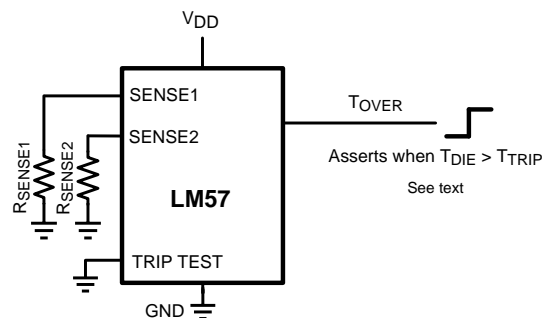 VDD
SENSE1
SENSE2
RSENSE1
RSENSE2
LM57
TRIP TEST
GND
TOVER
Asserts when TDIE > TTRIP
See text